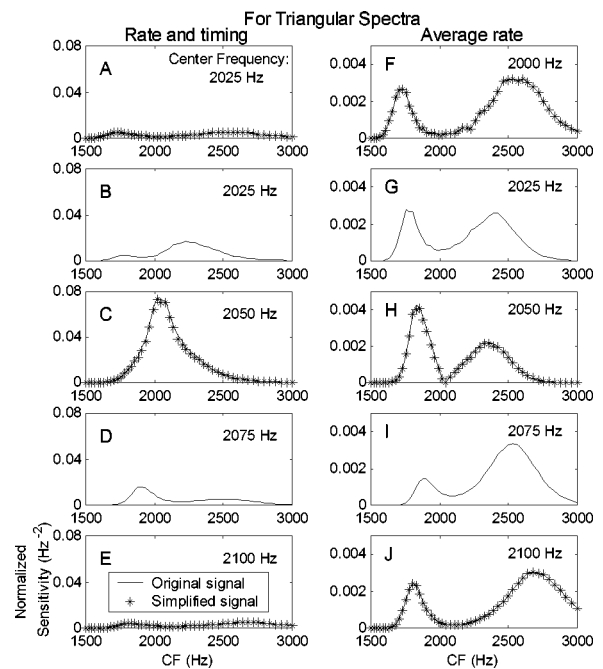 For Triangular Spectra
Rate and timing
Average rate
0.08
0.04
0
A
Center Frequency:
2025 Hz
1500 2000 2500 3000
0.004
0.002
0
F
2000 Hz
1500 2000 2500 3000
0.08
0.04
0
B
2025 Hz
1500 2000 2500 3000
0.004
0.002
0
G
2025 Hz
1500 2000 2500 3000
0.08
0.04
0
C
2050 Hz
1500 2000 2500 3000
0.004
0.002
0
H
2050 Hz
1500 2000 2500 3000
0.08
0.04
0
D
2075 Hz
1500 2000 2500 3000
0.004
0.002
0
I
2075 Hz
1500 2000 2500 3000
Normalized
Sensitivity (Hz⁻²)
0.08
0.04
0
E
2100 Hz
Original signal
Simplified signal
1500 2000 2500 3000
CF (Hz)
0.004
0.002
0
J
2100 Hz
1500 2000 2500 3000
CF (Hz)